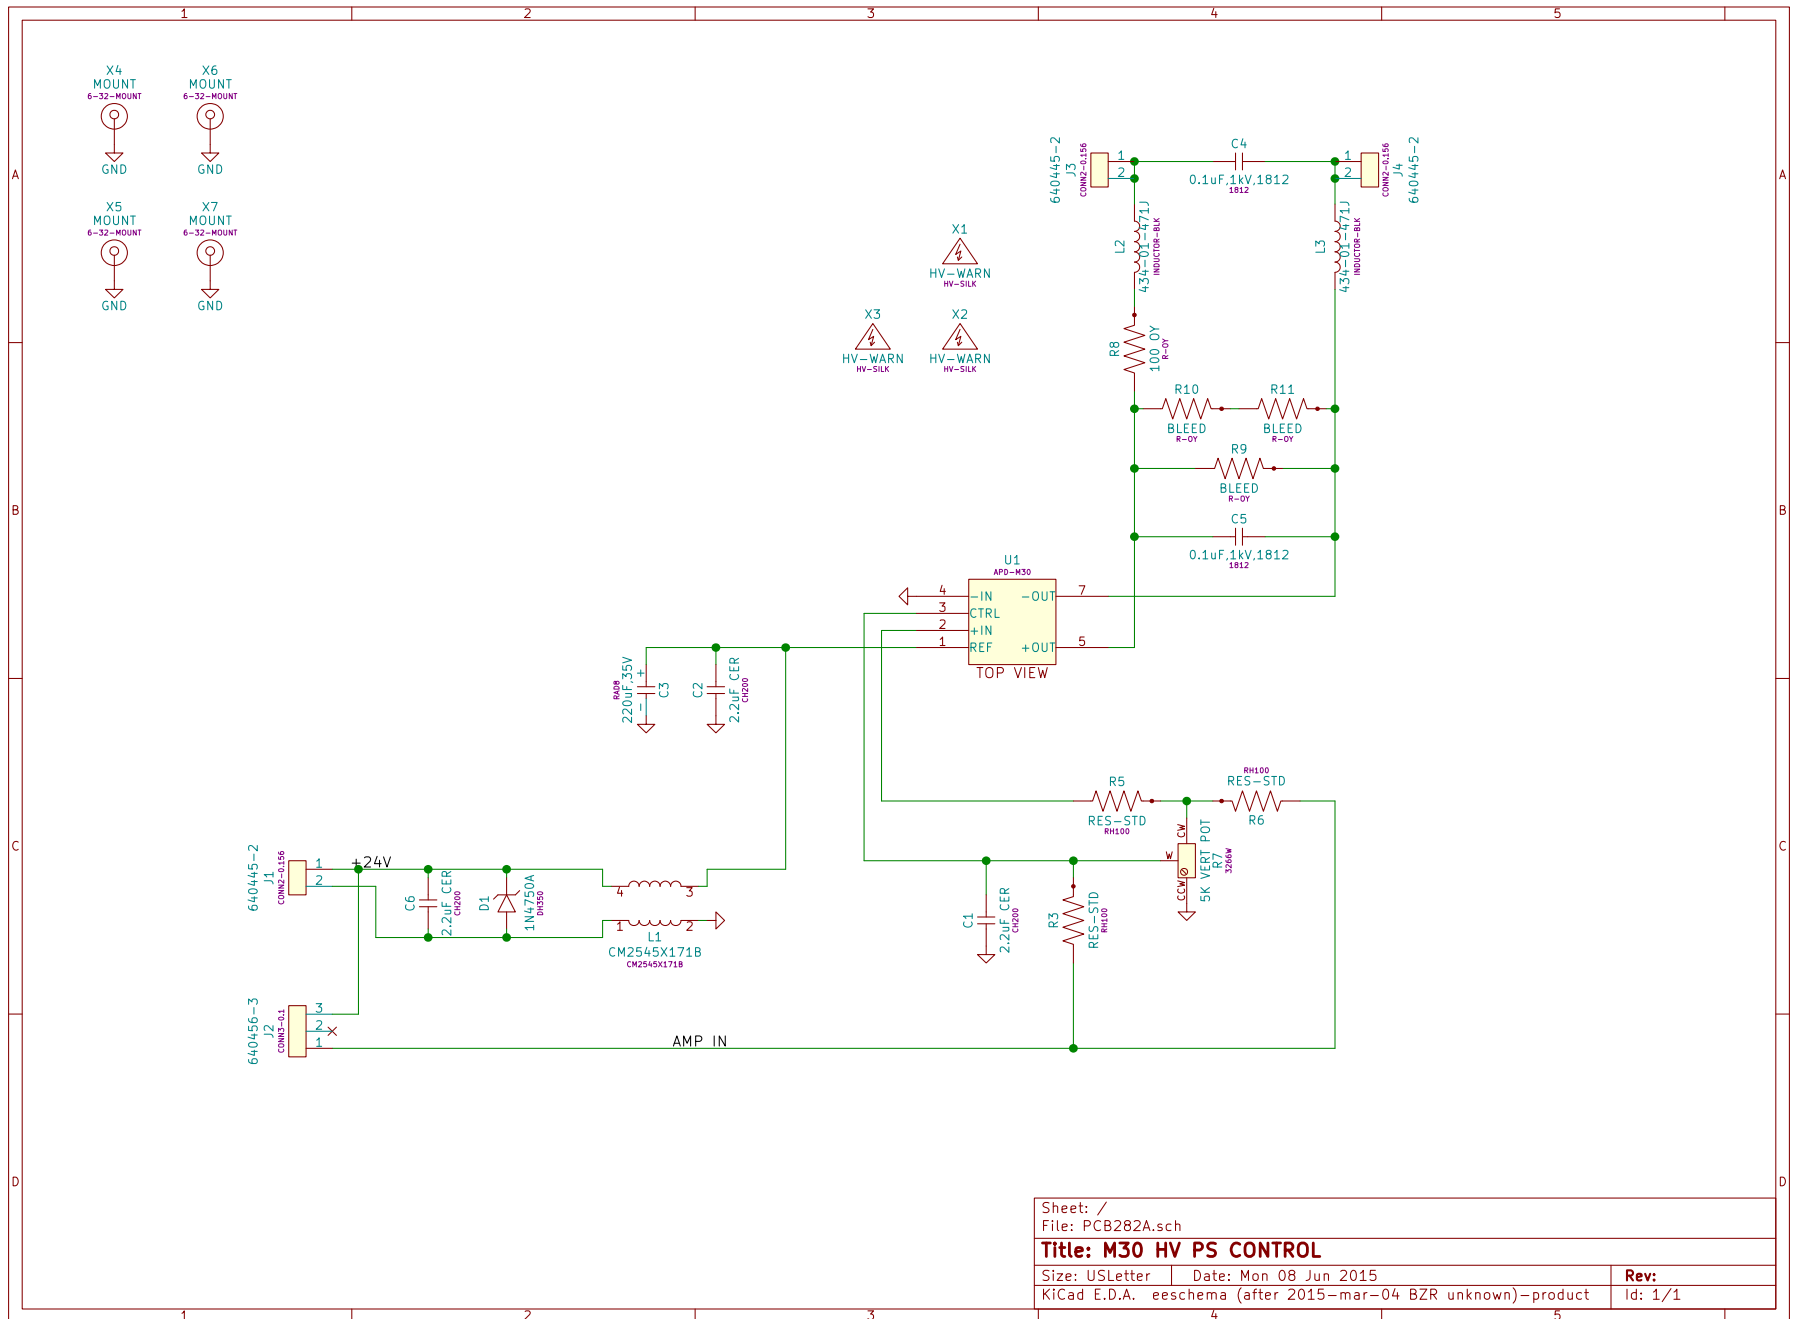 1 2 3 4 5
A A
B B
C C
D D
X4
MOUNT
6-32-MOUNT
GND
X6
MOUNT
6-32-MOUNT
GND
X5
MOUNT
6-32-MOUNT
GND
X7
MOUNT
6-32-MOUNT
GND
X1
HV-WARN
HV-SILK
X3
HV-WARN
HV-SILK
X2
HV-WARN
HV-SILK
640445-2
J3
CONN2-0.156
1
2
C4
0.1uF,1kV,1812
1812
1
2
CONN2-0.156
J4
640445-2
L2
434-01-471J
INDUCTOR-BLK
L3
434-01-471J
INDUCTOR-BLK
R8
100 OY
R-OY
R10
BLEED
R-OY
R11
BLEED
R-OY
R9
BLEED
R-OY
C5
0.1uF,1kV,1812
1812
U1
APD-M30
4 -IN -OUT 7
3 CTRL
2 +IN
1 REF +OUT 5
TOP VIEW
RAD8
220uF,35V
+
-
C3
C2
2.2uF CER
CH200
R5
RES-STD
RH100
RH100
RES-STD
R6
CW
W
CCW
5K VERT POT
R7
3266W
C1
2.2uF CER
CH200
R3
RES-STD
RH100
640445-2
J1
CONN2-0.156
1
2
+24V
C6
2.2uF CER
CH200
D1
1N4750A
DH350
4 3
1 2
L1
CM2545X171B
CM2545X171B
640456-3
J2
CONN3-0.1
3
2
1
AMP IN
Sheet: /
File: PCB282A.sch
Title: M30 HV PS CONTROL
Size: USLetter Date: Mon 08 Jun 2015 Rev:
KiCad E.D.A. eeschema (after 2015-mar-04 BZR unknown)-product Id: 1/1
1 2 3 4 5